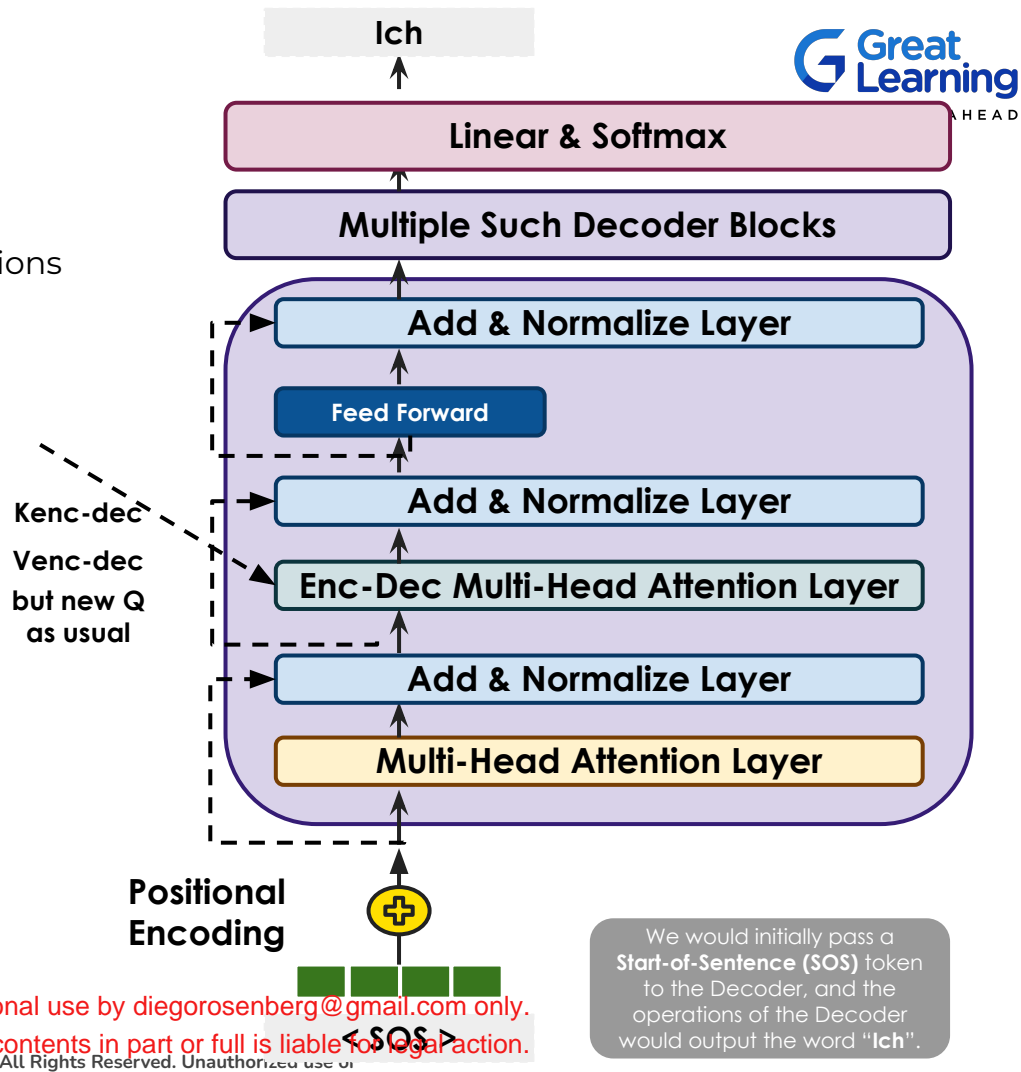 Ich
Great
Learning
AHEAD
Linear & Softmax
Multiple Such Decoder Blocks
ions
Add & Normalize Layer
Feed Forward
Add & Normalize Layer
Kenc-dec
Venc-dec
but new Q
as usual
Enc-Dec Multi-Head Attention Layer
Add & Normalize Layer
Multi-Head Attention Layer
Positional
Encoding
We would initially pass a
Start-of-Sentence (SOS) token
to the Decoder, and the
operations of the Decoder
would output the word “Ich”.
onal use by diegorosenberg@gmail.com only.
< SOS >
contents in part or full is liable for legal action.
All Rights Reserved. Unauthorized use or